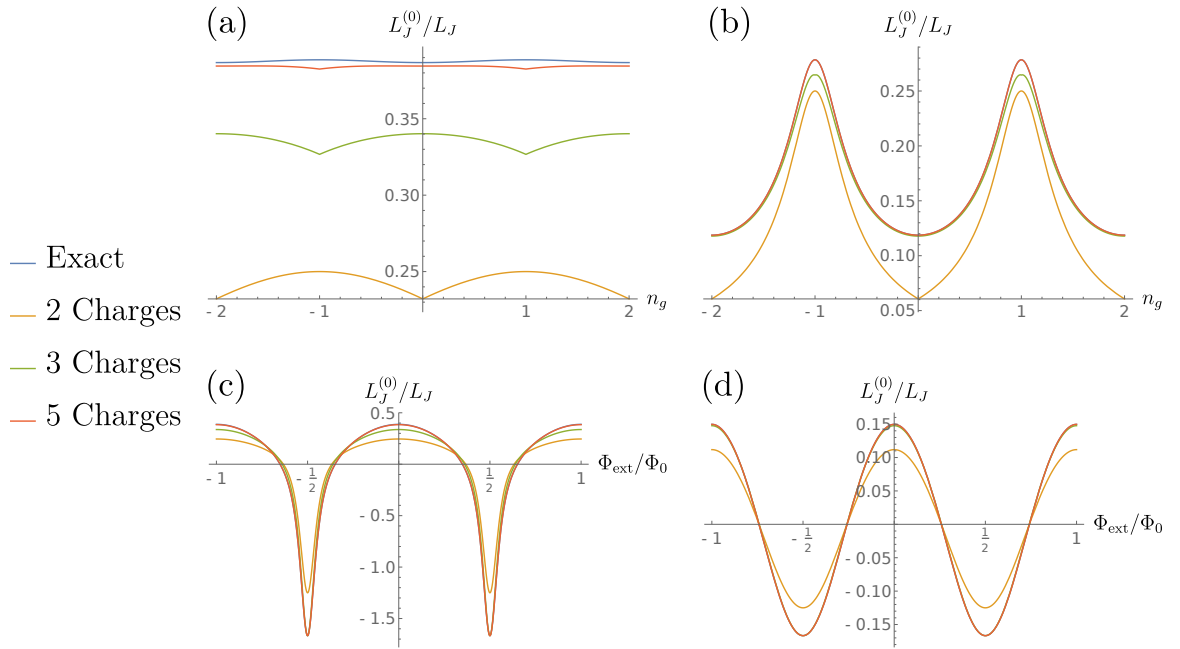 (a)
L_J^{(0)}/L_J
0.35
0.30
0.25
- 2
- 1
1
2
n_g
(b)
L_J^{(0)}/L_J
0.25
0.20
0.15
0.10
0.05
- 2
- 1
1
2
n_g
Exact
2 Charges
3 Charges
5 Charges
(c)
L_J^{(0)}/L_J
0.5
- 0.5
- 1.0
- 1.5
- 1
- 1/2
1/2
1
Φ_ext/Φ_0
(d)
L_J^{(0)}/L_J
0.15
0.10
0.05
- 0.05
- 0.10
- 0.15
- 1
- 1/2
1/2
1
Φ_ext/Φ_0